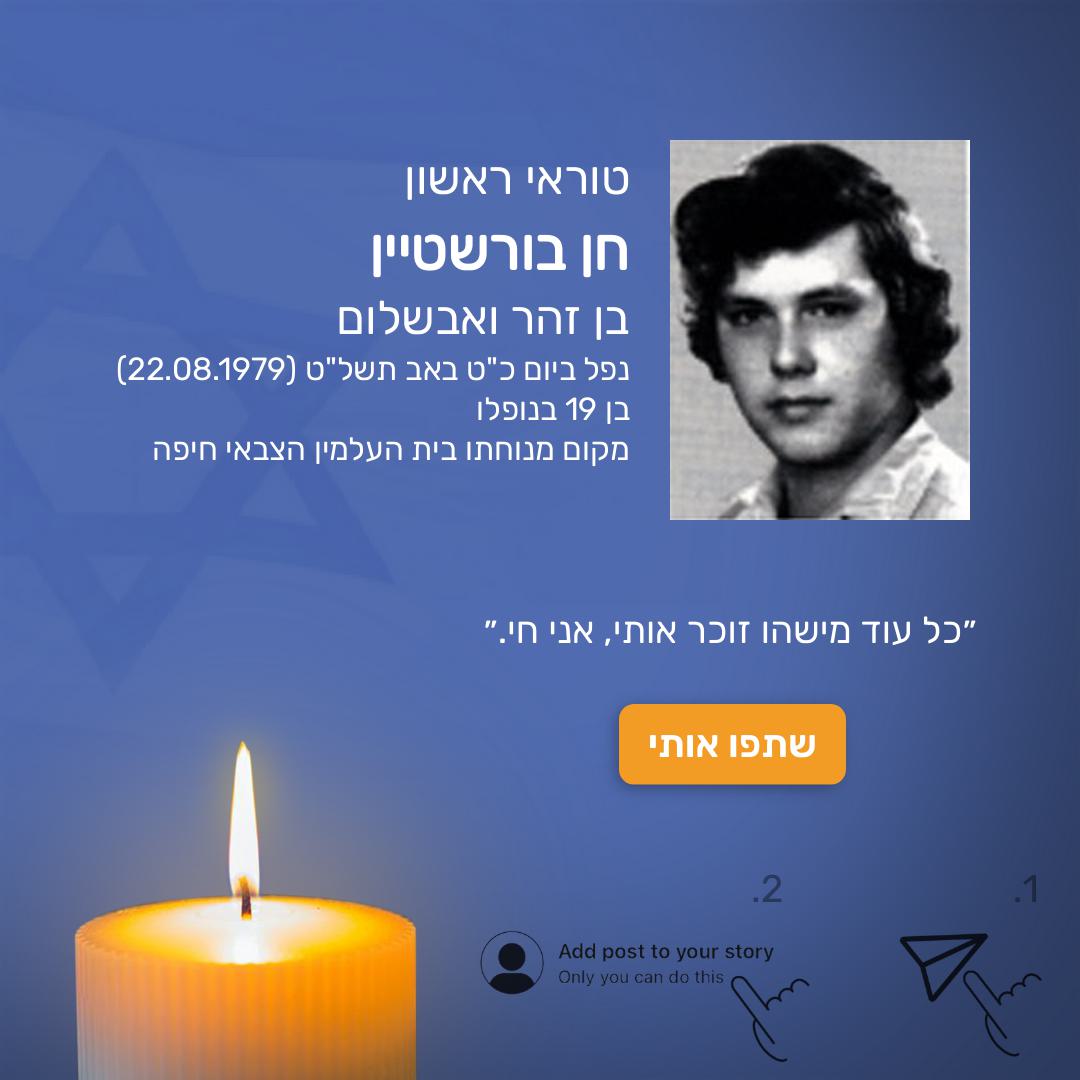 טוראי ראשון
חן בורשטיין
בן זהר ואבשלום
נפל ביום כ"ט באב תשל"ט (22.08.1979)
בן 19 בנופלו
מקום מנוחתו בית העלמין הצבאי חיפה
״כל עוד מישהו זוכר אותי, אני חי.״
שתפו אותי
.1
.2
Add post to your story
Only you can do this